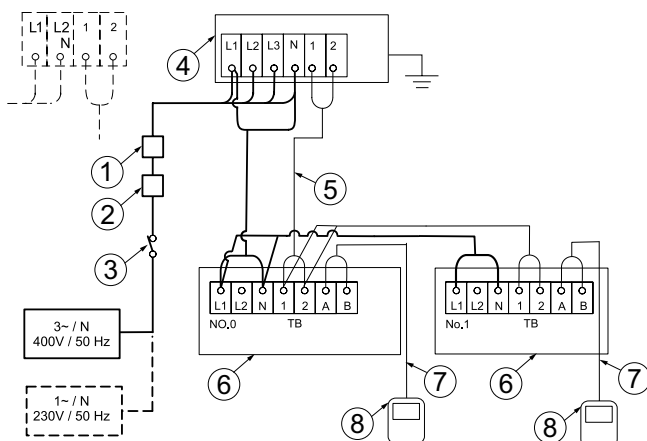 L1 L2 N 1 2
L1 L2 L3 N 1 2
4
1
2
3
5
L1 L2 N 1 2 A B
NO.0 TB
L1 L2 N 1 2 A B
No.1 TB
3~ / N
400V / 50 Hz
1~ / N
230V / 50 Hz
6
7
8
6
7
8